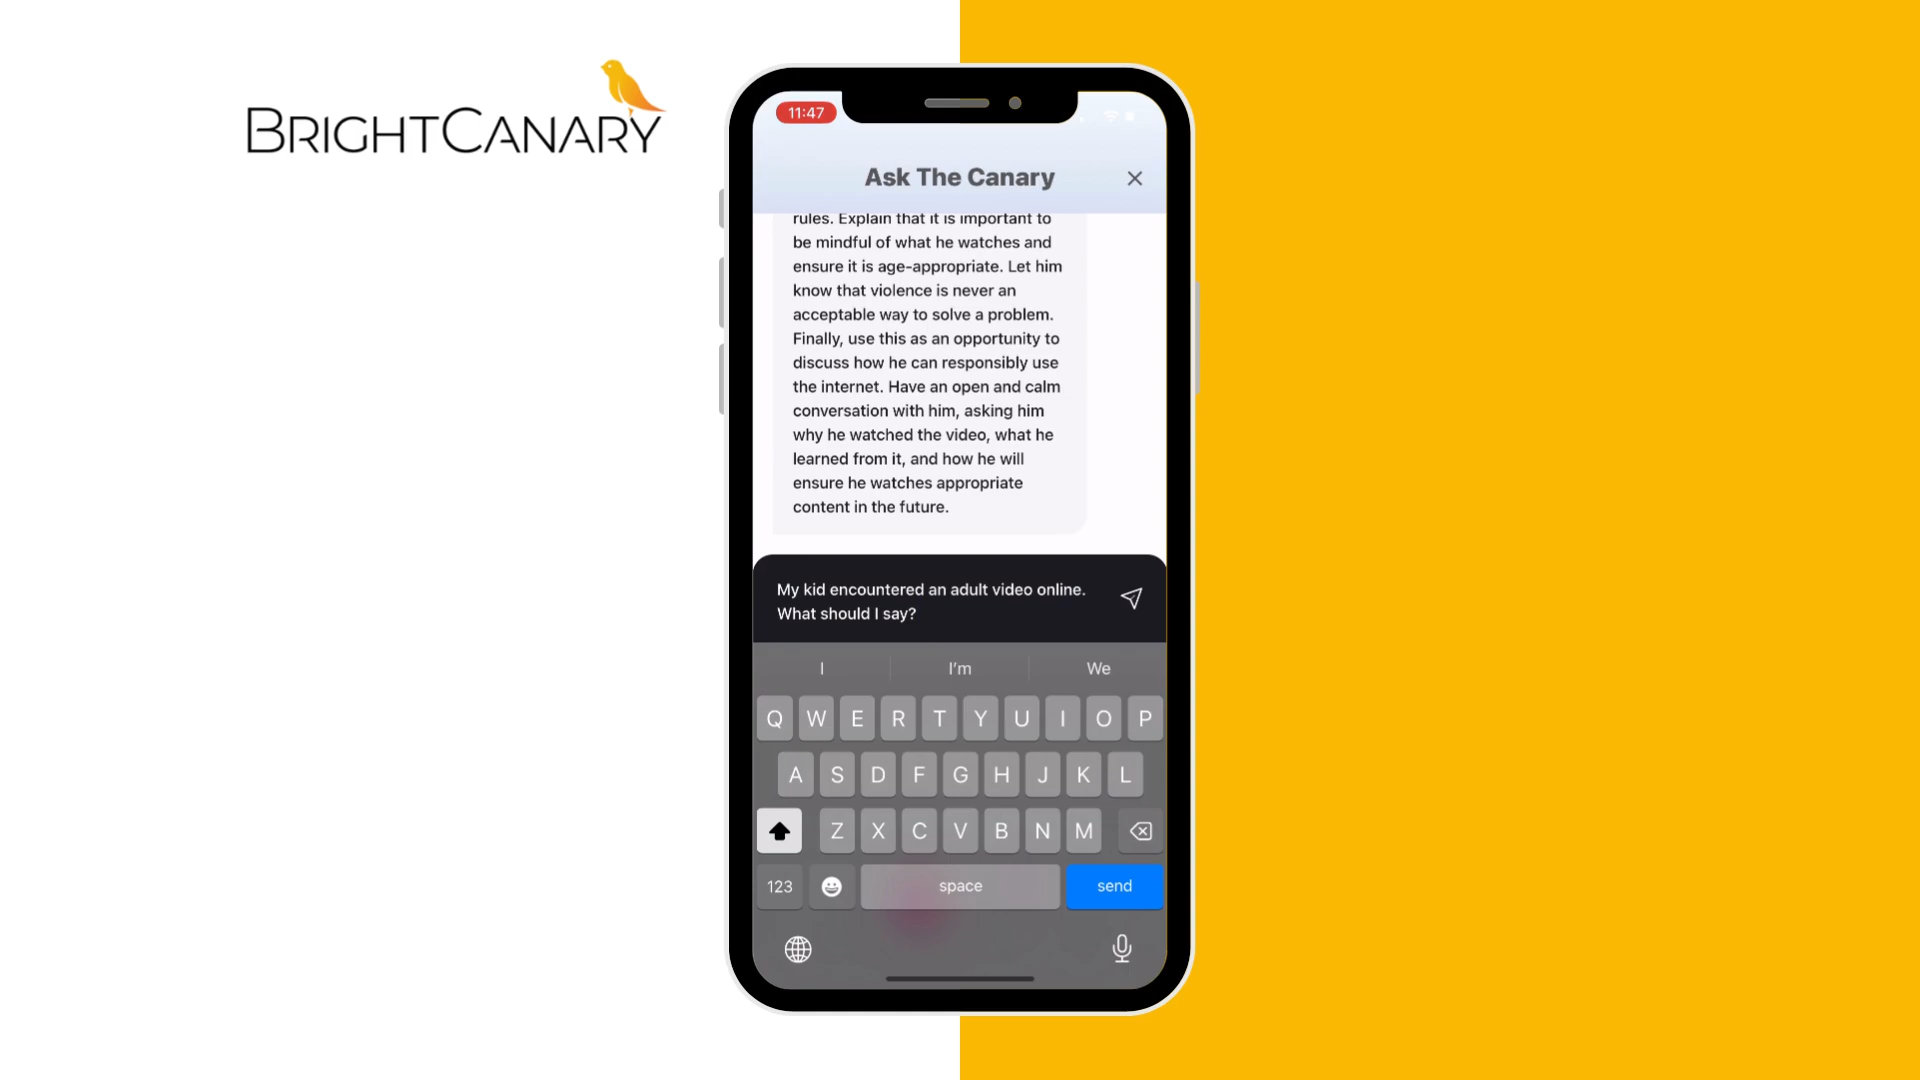 BRIGHTCANARY
11:47
Ask The Canary
rules. Explain that it is important to
be mindful of what he watches and
ensure it is age-appropriate. Let him
know that violence is never an
acceptable way to solve a problem.
Finally, use this as an opportunity to
discuss how he can responsibly use
the internet. Have an open and calm
conversation with him, asking him
why he watched the video, what he
learned from it, and how he will
ensure he watches appropriate
content in the future.
My kid encountered an adult video online.
What should I say?
I I'm We
Q W E R T Y U I O P
A S D F G H J K L
Z X C V B N M
123 space send